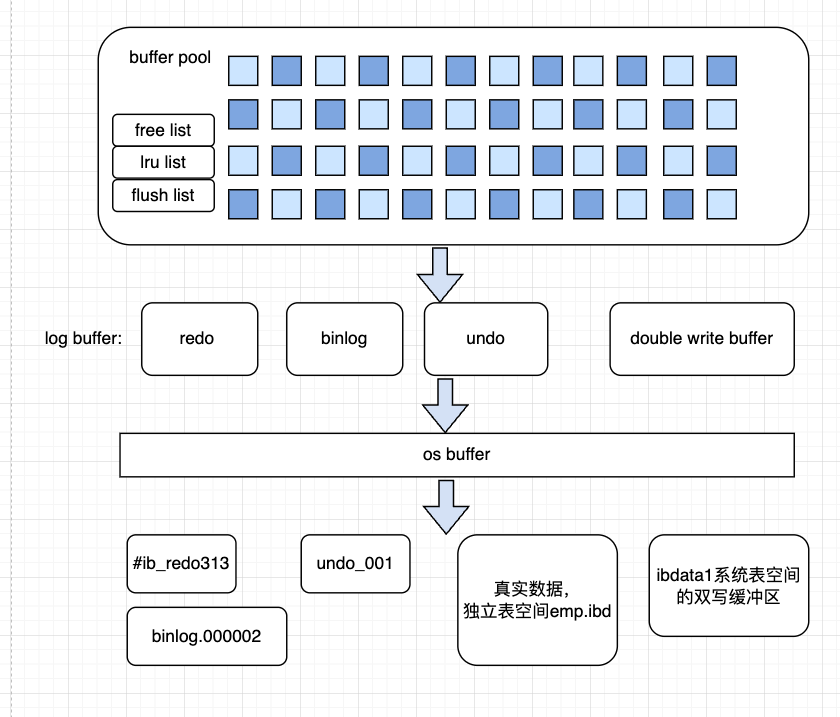 buffer pool
free list
lru list
flush list
log buffer:
redo
binlog
undo
double write buffer
os buffer
#ib_redo313
undo_001
真实数据，
独立表空间emp.ibd
ibdata1系统表空间
的双写缓冲区
binlog.000002